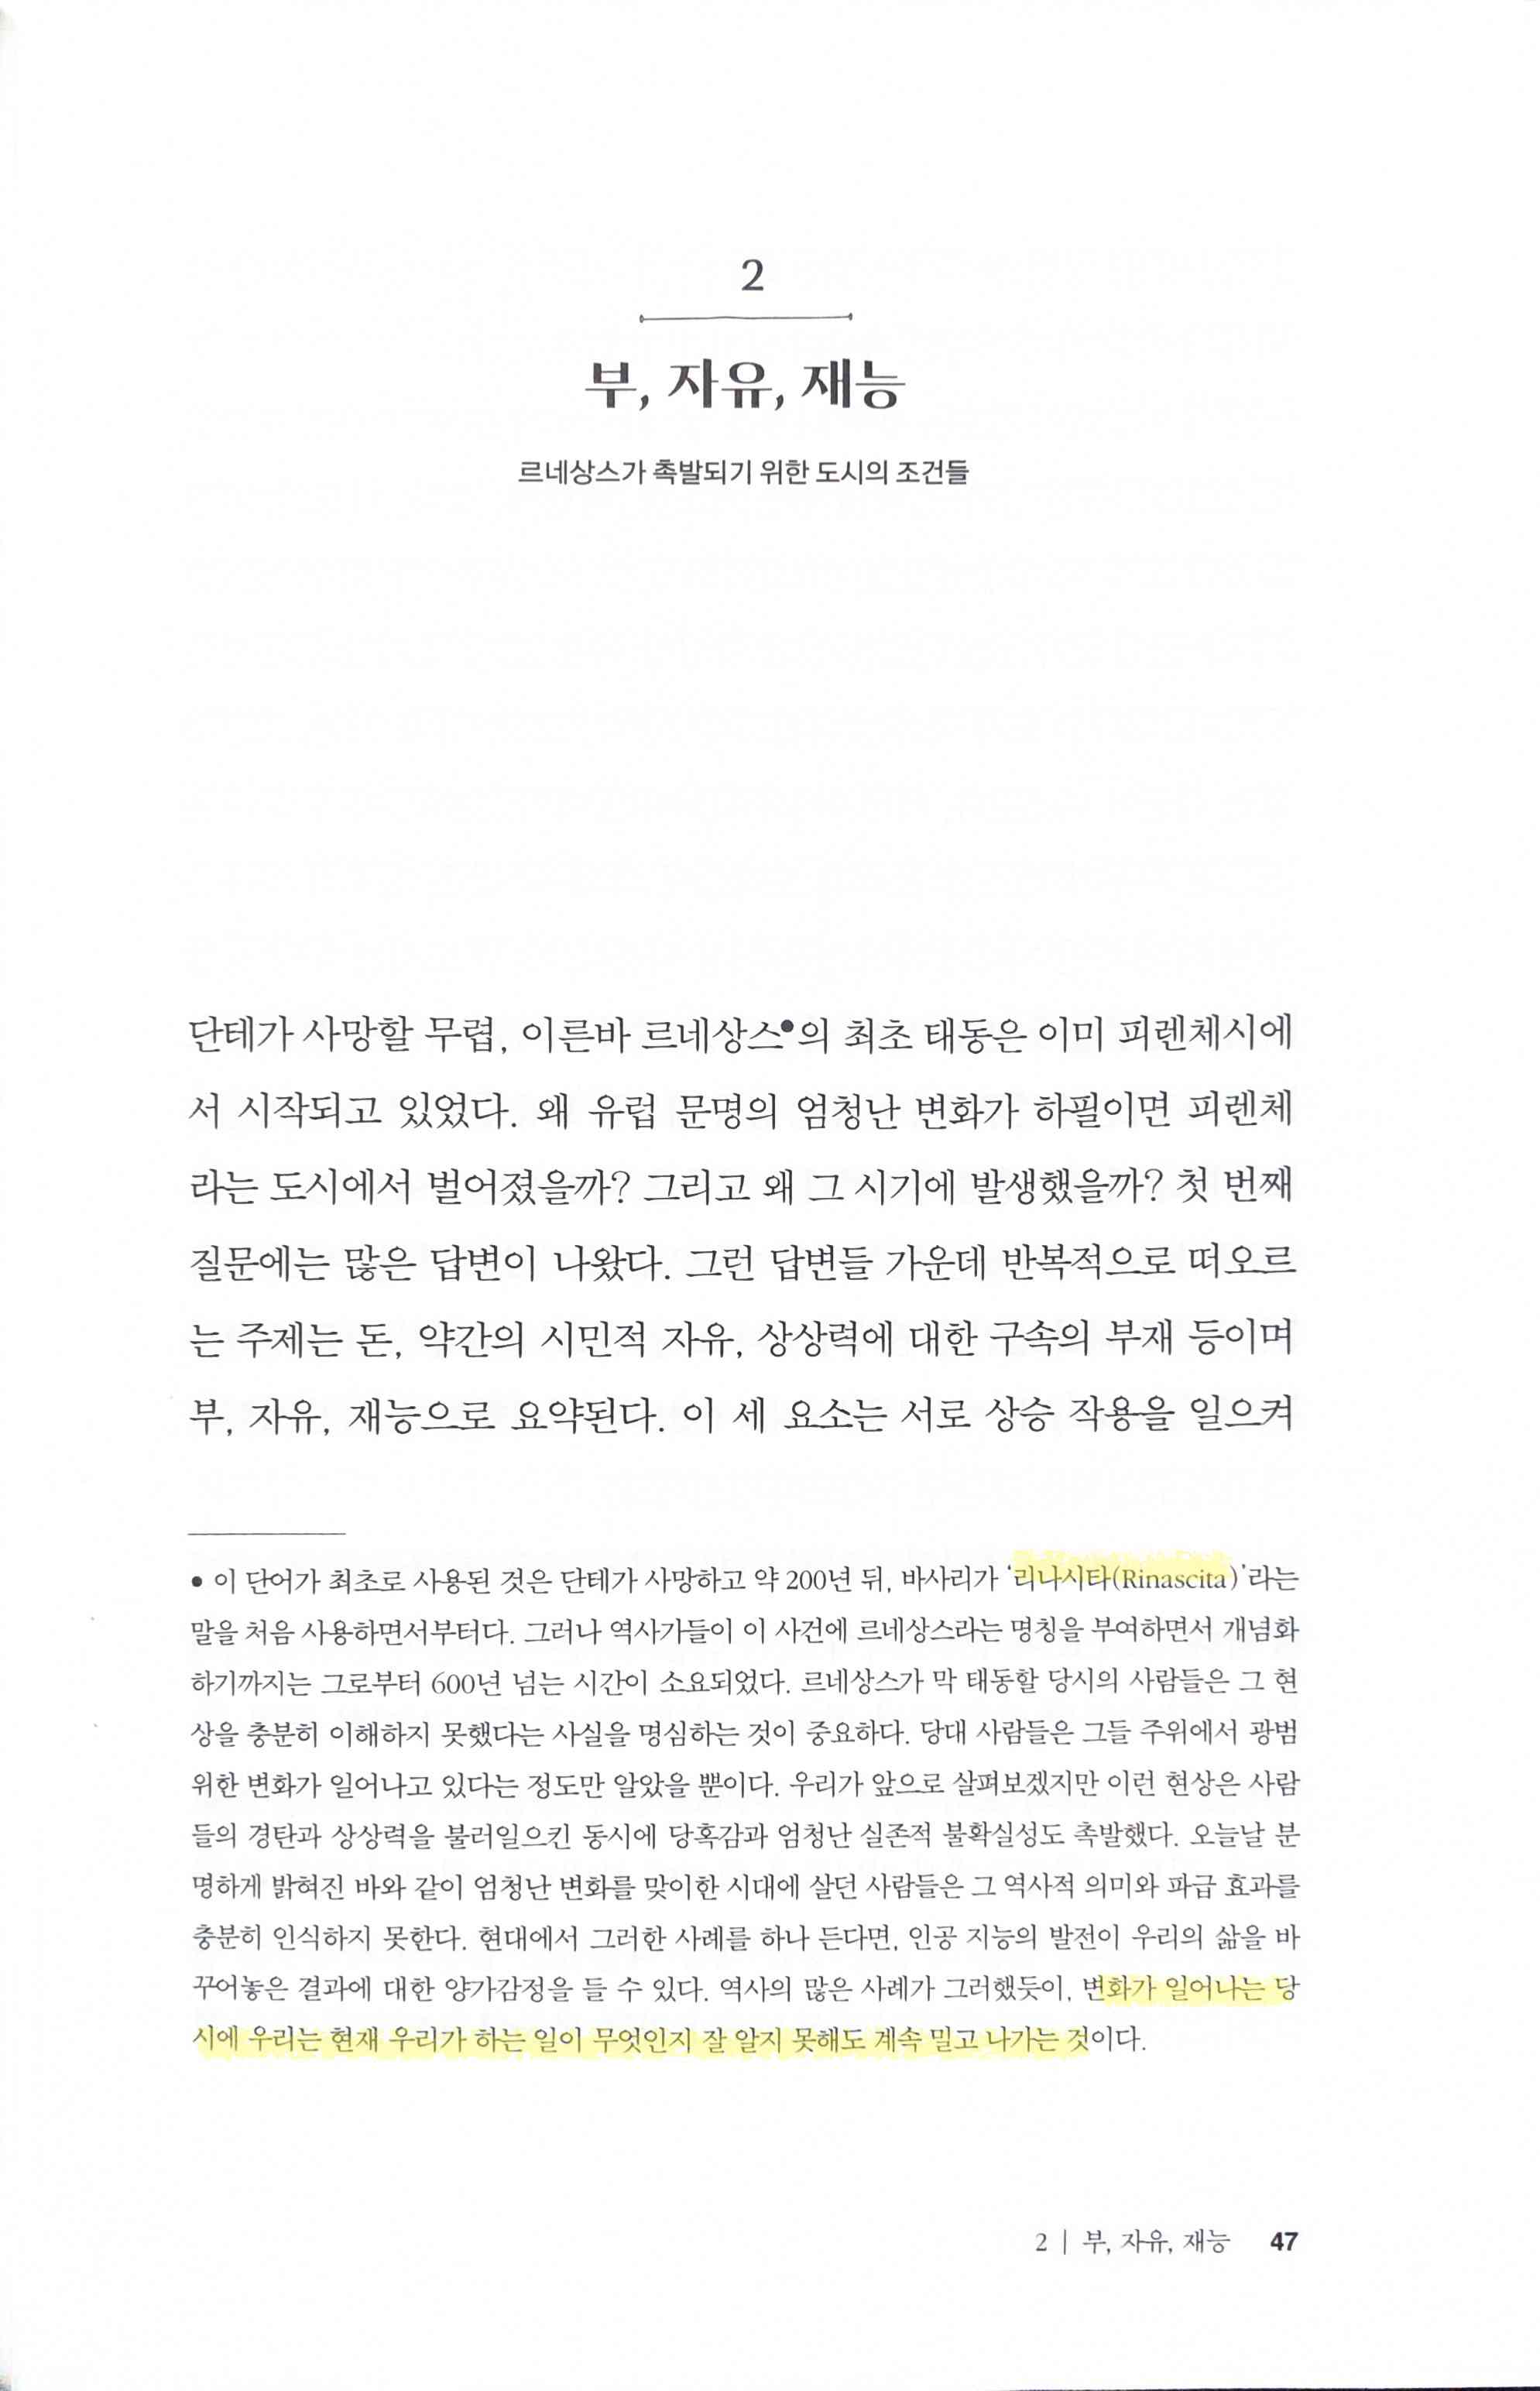 2
부, 자유, 재능
르네상스가 촉발되기 위한 도시의 조건들
단테가 사망할 무렵, 이른바 르네상스•의 최초 태동은 이미 피렌체시에
서 시작되고 있었다. 왜 유럽 문명의 엄청난 변화가 하필이면 피렌체
라는 도시에서 벌어졌을까? 그리고 왜 그 시기에 발생했을까? 첫 번째
질문에는 많은 답변이 나왔다. 그런 답변들 가운데 반복적으로 떠오르
는 주제는 돈, 약간의 시민적 자유, 상상력에 대한 구속의 부재 등이며
부, 자유, 재능으로 요약된다. 이 세 요소는 서로 상승 작용을 일으켜
• 이 단어가 최초로 사용된 것은 단테가 사망하고 약 200년 뒤, 바사리가 ‘리나시타(Rinascita)’라는
말을 처음 사용하면서부터다. 그러나 역사가들이 이 사건에 르네상스라는 명칭을 부여하면서 개념화
하기까지는 그로부터 600년 넘는 시간이 소요되었다. 르네상스가 막 태동할 당시의 사람들은 그 현
상을 충분히 이해하지 못했다는 사실을 명심하는 것이 중요하다. 당대 사람들은 그들 주위에서 광범
위한 변화가 일어나고 있다는 정도만 알았을 뿐이다. 우리가 앞으로 살펴보겠지만 이런 현상은 사람
들의 경탄과 상상력을 불러일으킨 동시에 당혹감과 엄청난 실존적 불확실성도 촉발했다. 오늘날 분
명하게 밝혀진 바와 같이 엄청난 변화를 맞이한 시대에 살던 사람들은 그 역사적 의미와 파급 효과를
충분히 인식하지 못한다. 현대에서 그러한 사례를 하나 든다면, 인공 지능의 발전이 우리의 삶을 바
꾸어놓은 결과에 대한 양가감정을 들 수 있다. 역사의 많은 사례가 그러했듯이, 변화가 일어나는 당
시에 우리는 현재 우리가 하는 일이 무엇인지 잘 알지 못해도 계속 밀고 나가는 것이다.
2 | 부, 자유, 재능 47